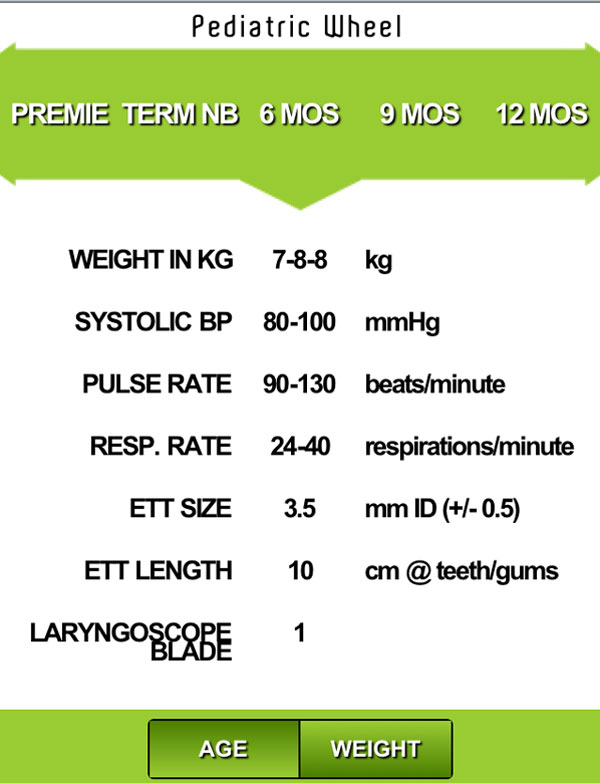 Pediatric Wheel
PREMIE TERM NB 6 MOS 9 MOS 12 MOS
WEIGHT IN KG 7-8-8 kg
SYSTOLIC BP 80-100 mmHg
PULSE RATE 90-130 beats/minute
RESP. RATE 24-40 respirations/minute
ETT SIZE 3.5 mm ID (+/- 0.5)
ETT LENGTH 10 cm @ teeth/gums
LARYNGOSCOPE 1
BLADE
AGE WEIGHT